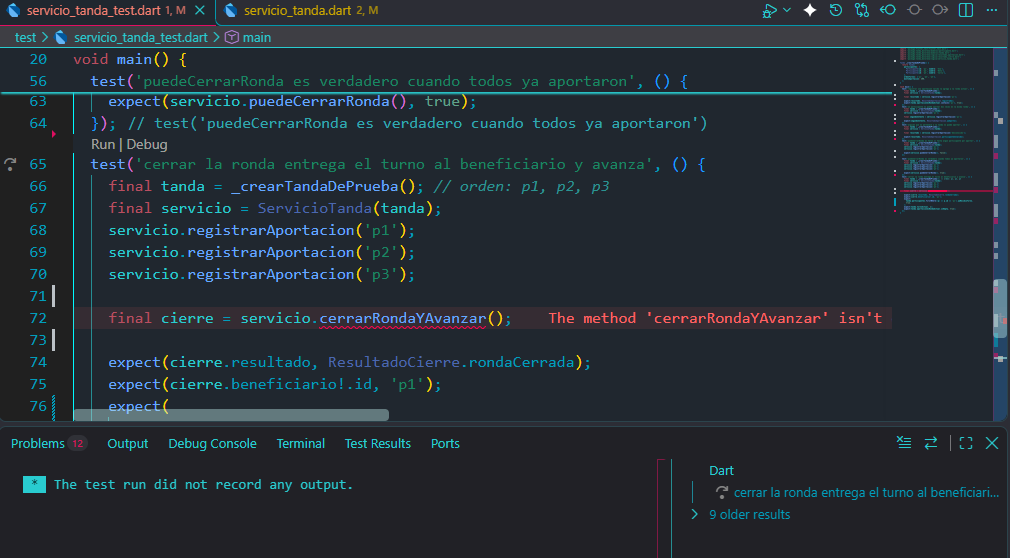 servicio_tanda_test.dart 1, M
servicio_tanda.dart 2, M
test > servicio_tanda_test.dart > main
20 void main() {
56 test('puedeCerrarRonda es verdadero cuando todos ya aportaron', () {
63 expect(servicio.puedeCerrarRonda(), true);
64 }); // test('puedeCerrarRonda es verdadero cuando todos ya aportaron')
Run | Debug
65 test('cerrar la ronda entrega el turno al beneficiario y avanza', () {
66 final tanda = _crearTandaDePrueba(); // orden: p1, p2, p3
67 final servicio = ServicioTanda(tanda);
68 servicio.registrarAportacion('p1');
69 servicio.registrarAportacion('p2');
70 servicio.registrarAportacion('p3');
71
72 final cierre = servicio.cerrarRondaYAvanzar(); The method 'cerrarRondaYAvanzar' isn't
73
74 expect(cierre.resultado, ResultadoCierre.rondaCerrada);
75 expect(cierre.beneficiario!.id, 'p1');
76 expect(
Problems 12 Output Debug Console Terminal Test Results Ports
* The test run did not record any output.
Dart
cerrar la ronda entrega el turno al beneficiari...
> 9 older results